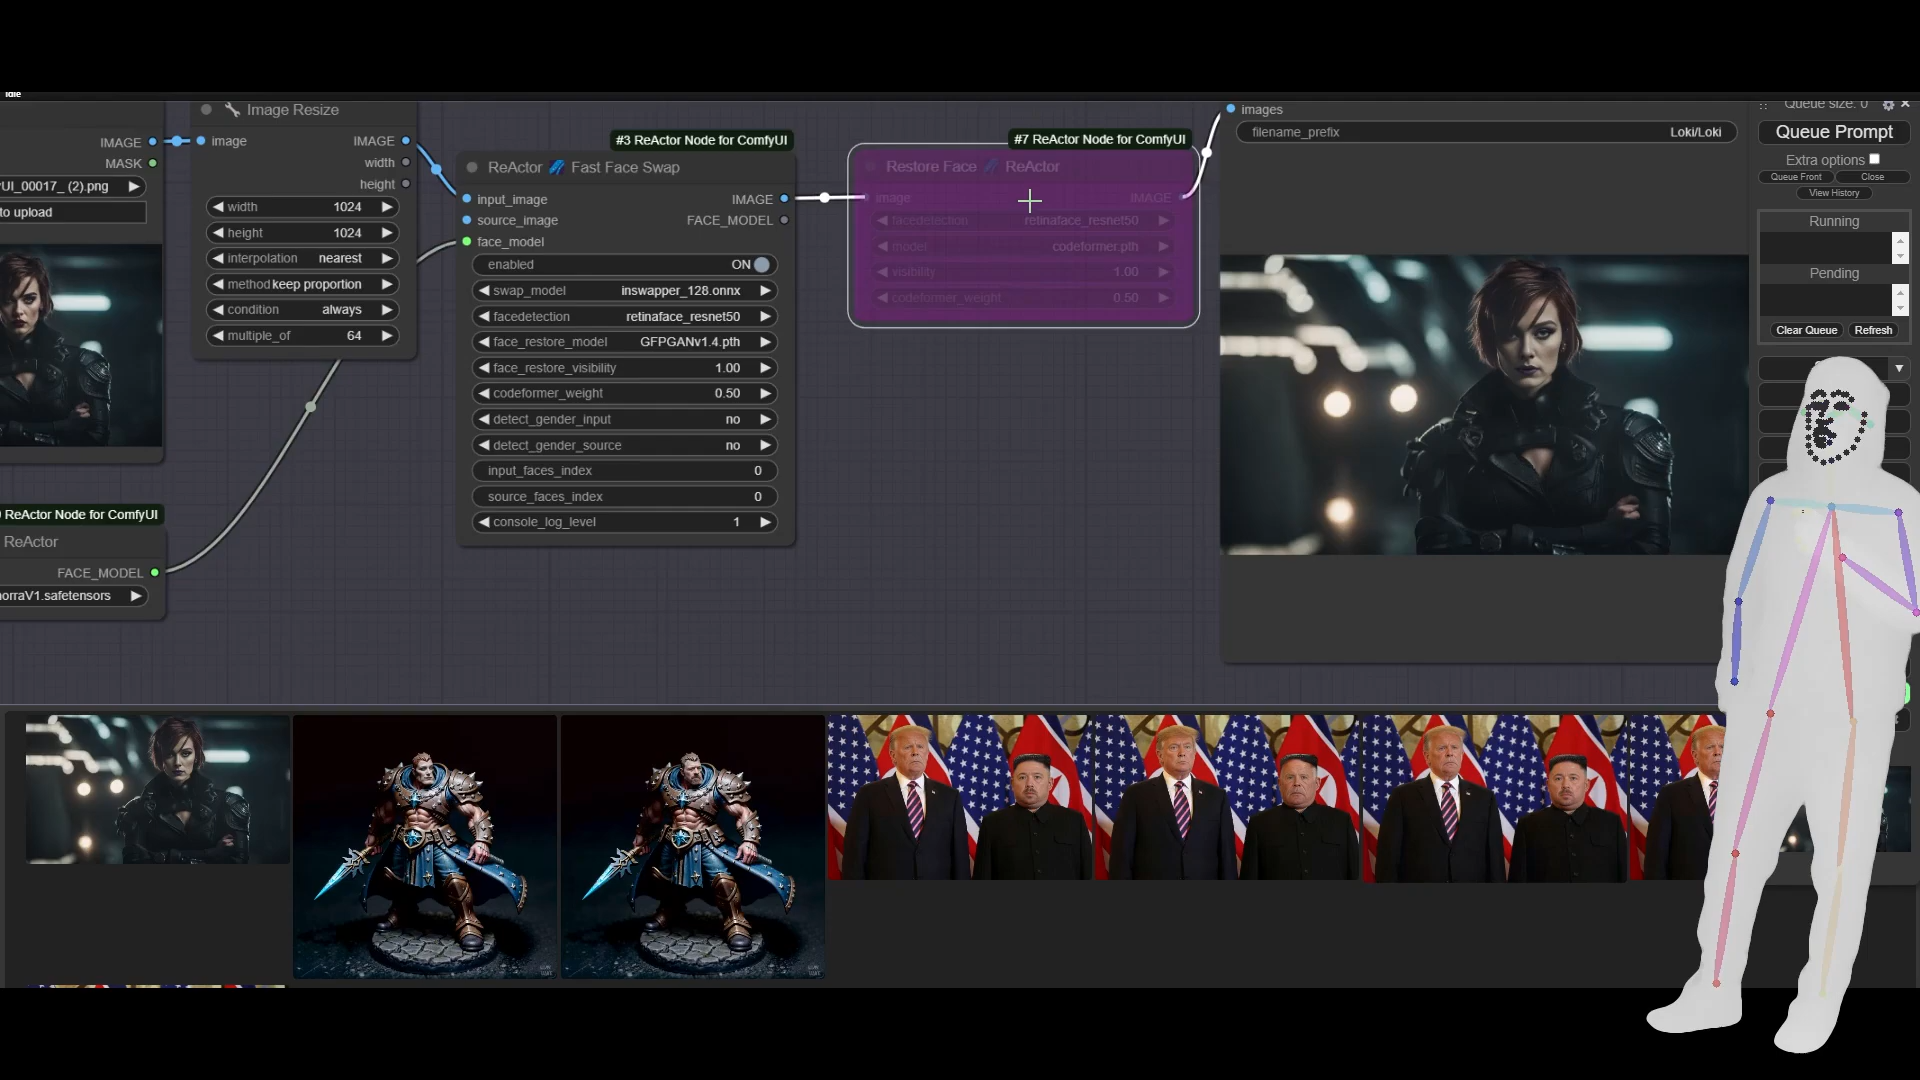 Idle
Image Resize
IMAGE
MASK
UI_00017_ (2).png
to upload
image
IMAGE
width
height
width 1024
height 1024
interpolation nearest
method keep proportion
condition always
multiple_of 64
ReActor Node for ComfyUI
ReActor
FACE_MODEL
orraV1.safetensors
#3 ReActor Node for ComfyUI
ReActor Fast Face Swap
input_image IMAGE
source_image FACE_MODEL
face_model
enabled ON
swap_model inswapper_128.onnx
facedetection retinaface_resnet50
face_restore_model GFPGANv1.4.pth
face_restore_visibility 1.00
codeformer_weight 0.50
detect_gender_input no
detect_gender_source no
input_faces_index 0
source_faces_index 0
console_log_level 1
#7 ReActor Node for ComfyUI
Restore Face ReActor
image IMAGE
facedetection retinaface_resnet50
model codeformer.pth
visibility 1.00
codeformer_weight 0.50
images
filename_prefix Loki/Loki
Queue size: 0
Queue Prompt
Extra options
Queue Front Close
View History
Running
Pending
Clear Queue Refresh